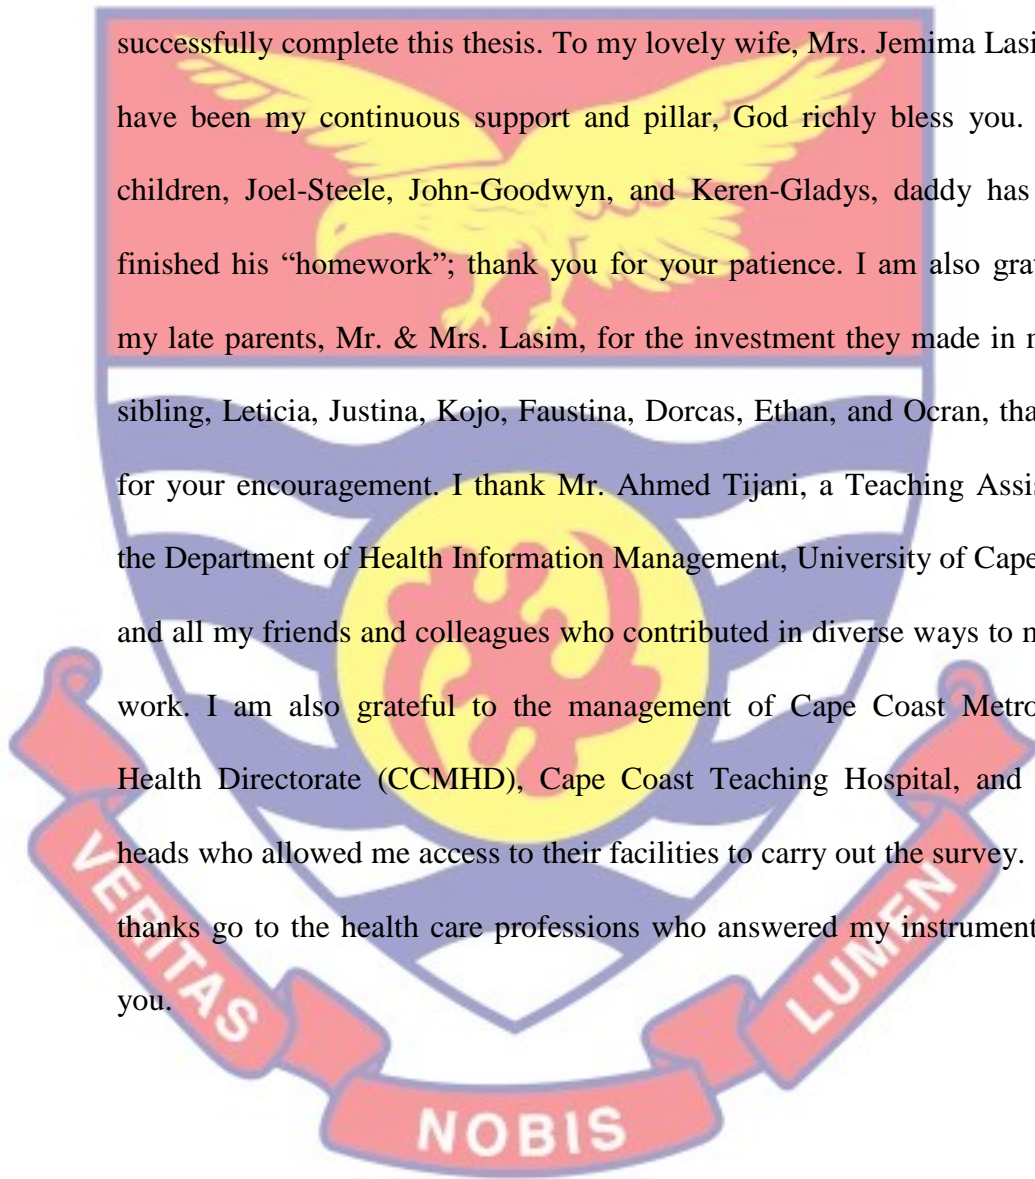 successfully complete this thesis. To my lovely wife, Mrs. Jemima Lasi
have been my continuous support and pillar, God richly bless you.
children, Joel-Steele, John-Goodwyn, and Keren-Gladys, daddy has
finished his “homework”; thank you for your patience. I am also grat
my late parents, Mr. & Mrs. Lasim, for the investment they made in
sibling, Leticia, Justina, Kojo, Faustina, Dorcas, Ethan, and Ocran, tha
for your encouragement. I thank Mr. Ahmed Tijani, a Teaching Assis
the Department of Health Information Management, University of Cape
and all my friends and colleagues who contributed in diverse ways to
work. I am also grateful to the management of Cape Coast Metro
Health Directorate (CCMHD), Cape Coast Teaching Hospital, and
heads who allowed me access to their facilities to carry out the survey.
thanks go to the health care professions who answered my instrument
you.
VERITAS
NOBIS
LUMEN